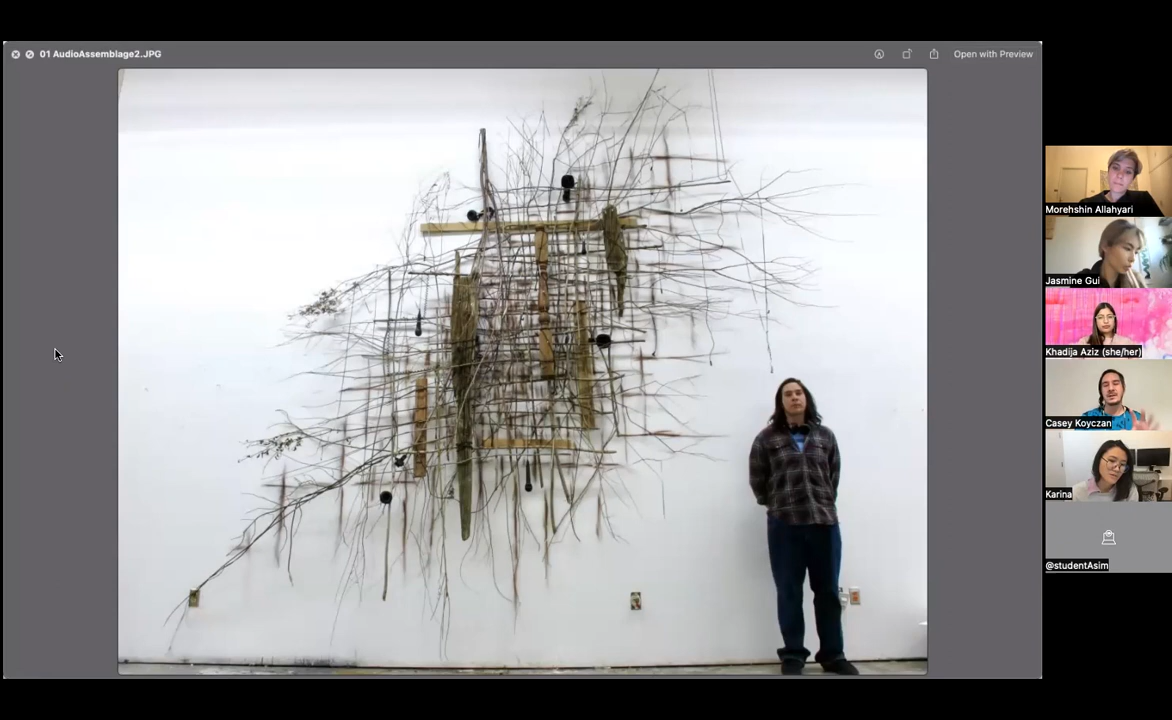 01 AudioAssemblage2.JPG
Open with Preview
Morehshin Allahyari
Jasmine Gui
Khadija Aziz (she/her)
Casey Koyczan
Karina
@studentAsim